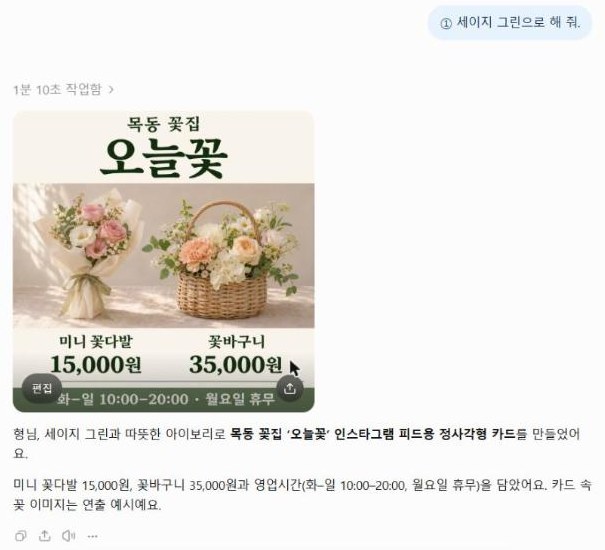 ① 세이지 그린으로 해 줘.
1분 10초 작업함 >
목동 꽃집
오늘꽃
미니 꽃다발
15,000원
꽃바구니
35,000원
편집
화–일 10:00–20:00 · 월요일 휴무
형님, 세이지 그린과 따뜻한 아이보리로 목동 꽃집 ‘오늘꽃’ 인스타그램 피드용 정사각형 카드를 만들었어
요.
미니 꽃다발 15,000원, 꽃바구니 35,000원과 영업시간(화–일 10:00–20:00, 월요일 휴무)을 담았어요. 카드 속
꽃 이미지는 연출 예시예요.